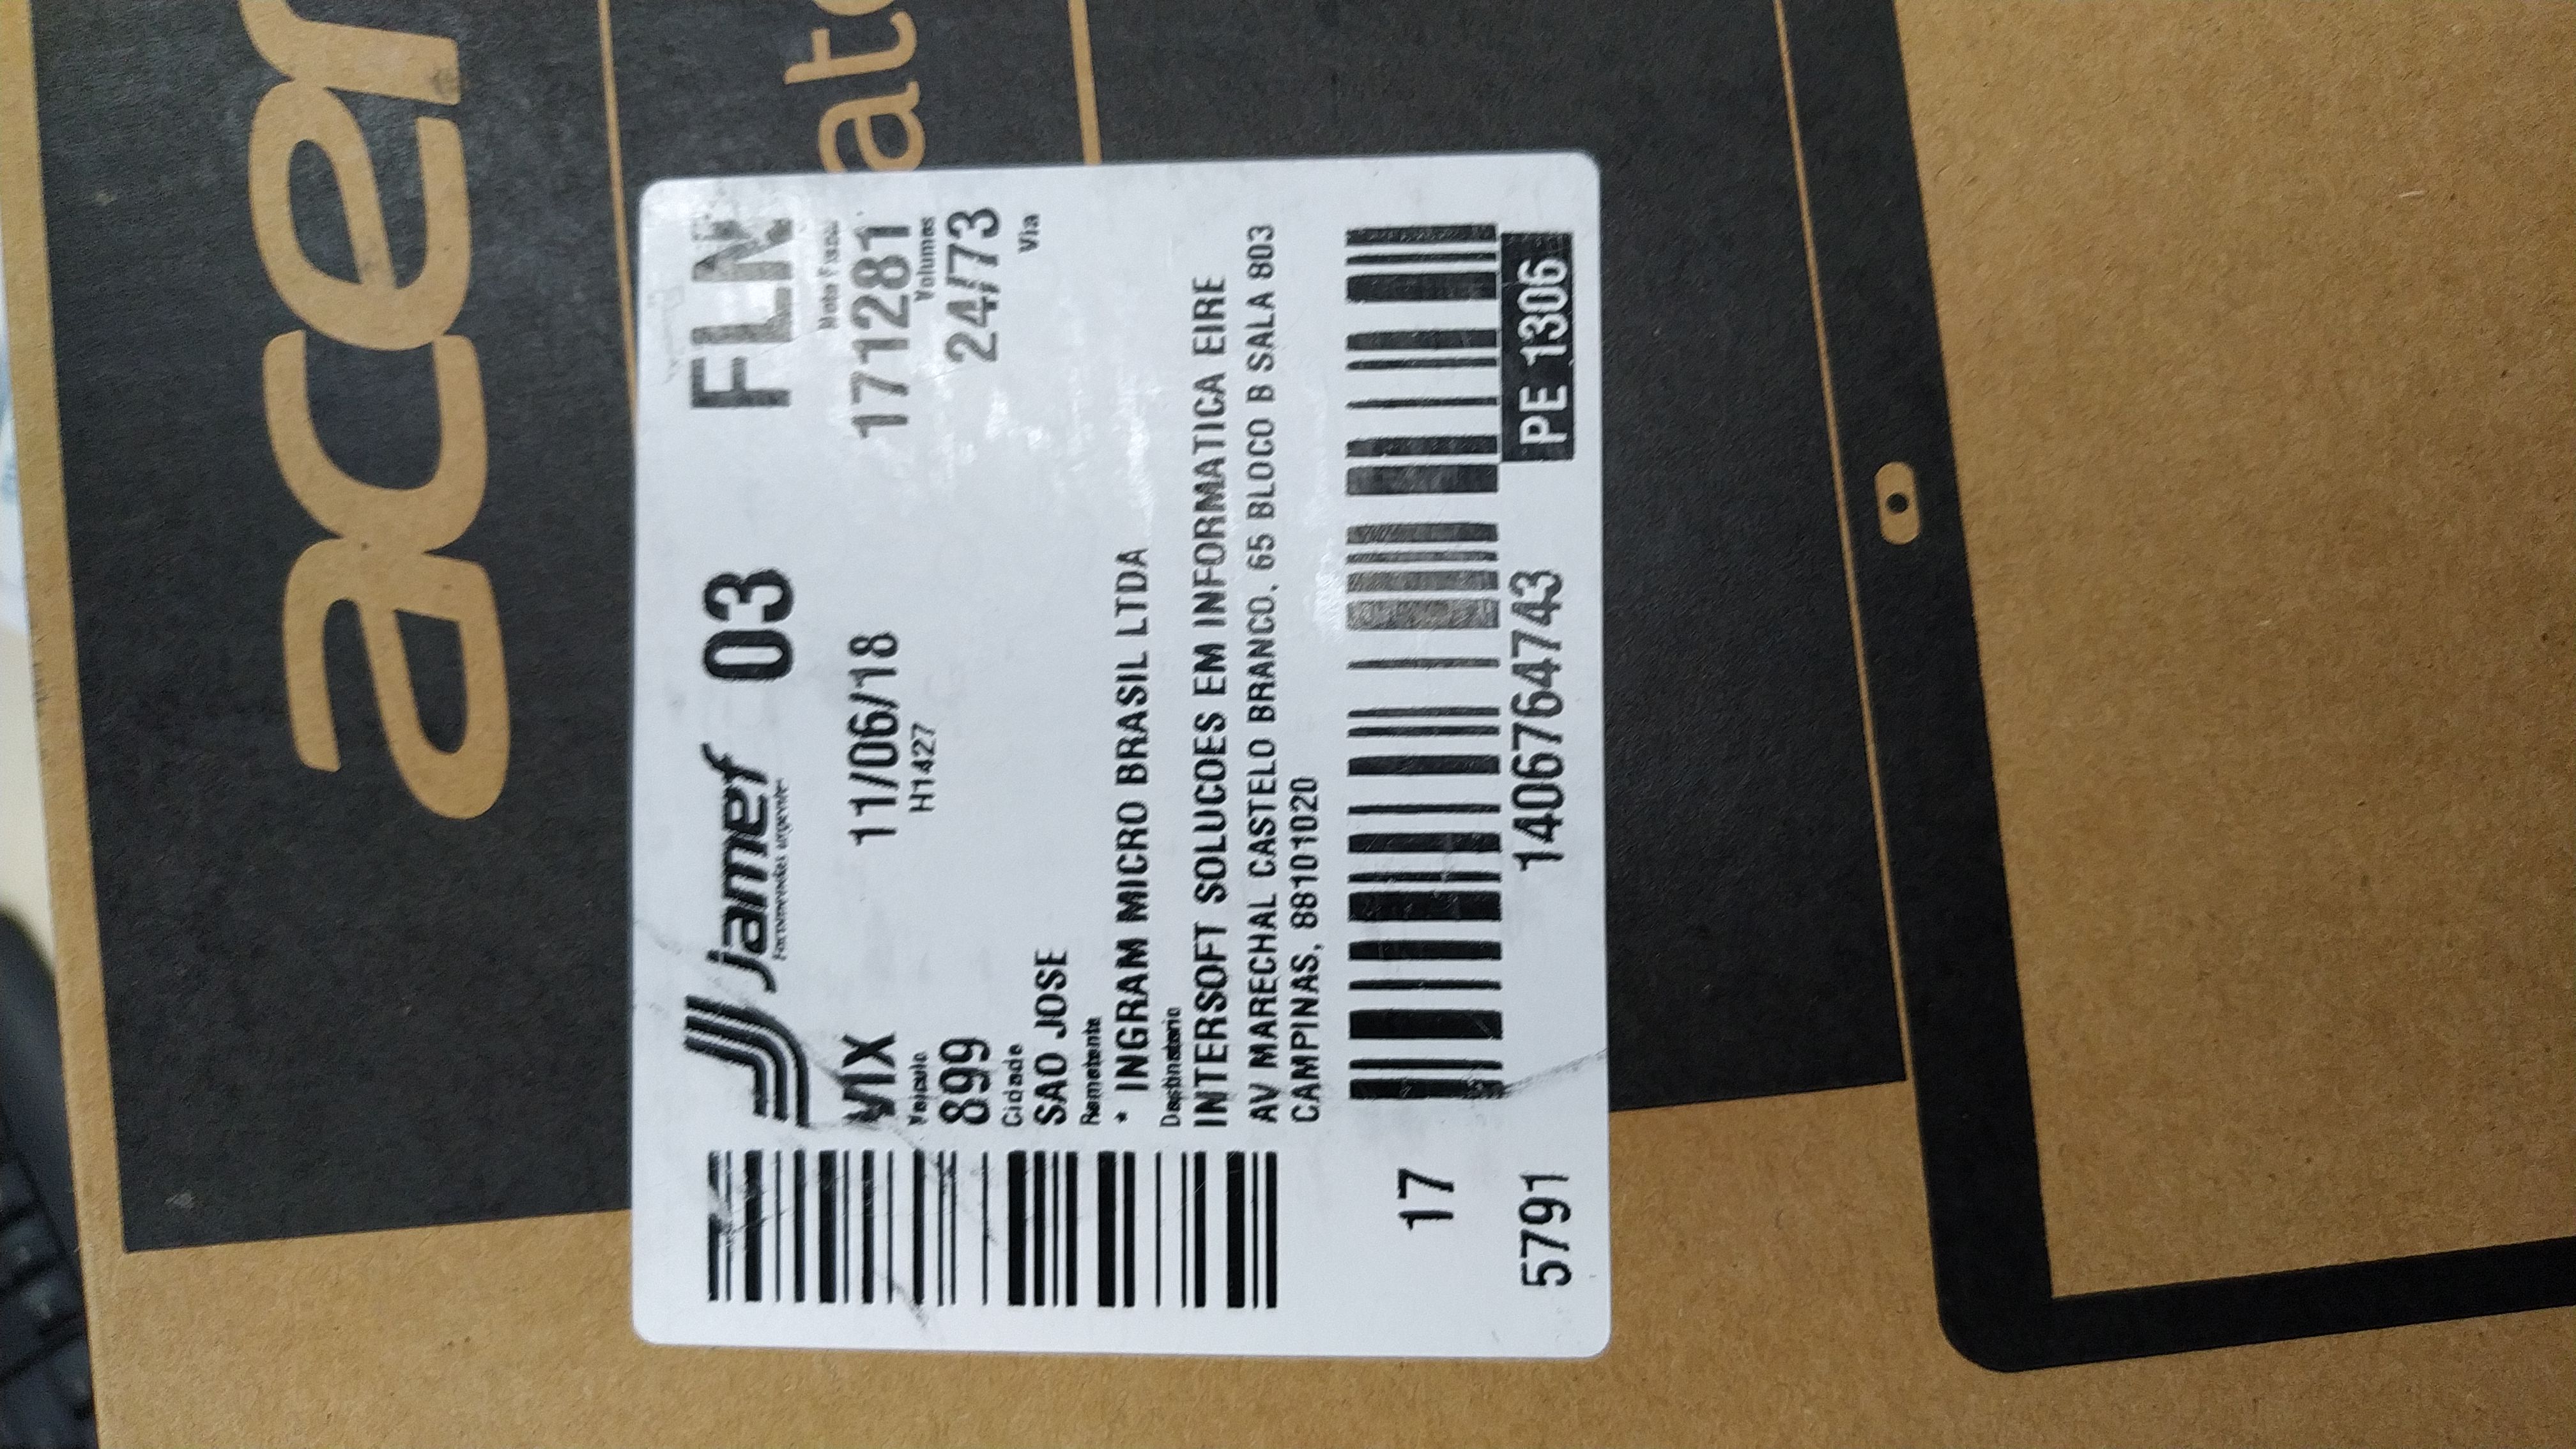 acer
jamef 03 FLN
Encomendas urgente
Nota Fiscal
VIX 11/06/18 171281
Veiculo H1427 Volumes
899 24/73
Cidade Via
SAO JOSE
Remetente
* INGRAM MICRO BRASIL LTDA
Destinatario
INTERSOFT SOLUCOES EM INFORMATICA EIRE
AV MARECHAL CASTELO BRANCO, 65 BLOCO B SALA 803
CAMPINAS, 88101020
17
5791 1406764743 PE 1306